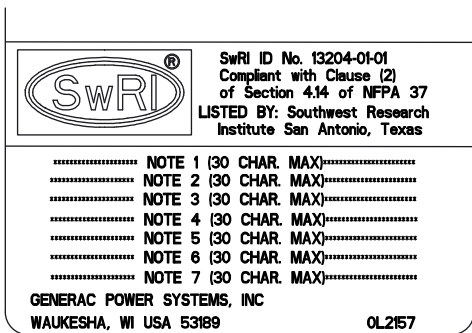 SwRI®
SwRI ID No. 13204-01-01
Compliant with Clause (2)
of Section 4.14 of NFPA 37
LISTED BY: Southwest Research
Institute San Antonio, Texas
******************** NOTE 1 (30 CHAR. MAX)**********************
******************** NOTE 2 (30 CHAR. MAX)**********************
******************** NOTE 3 (30 CHAR. MAX)**********************
******************** NOTE 4 (30 CHAR. MAX)**********************
******************** NOTE 5 (30 CHAR. MAX)**********************
******************** NOTE 6 (30 CHAR. MAX)**********************
******************** NOTE 7 (30 CHAR. MAX)**********************
GENERAC POWER SYSTEMS, INC
WAUKESHA, WI USA 53189 0L2157